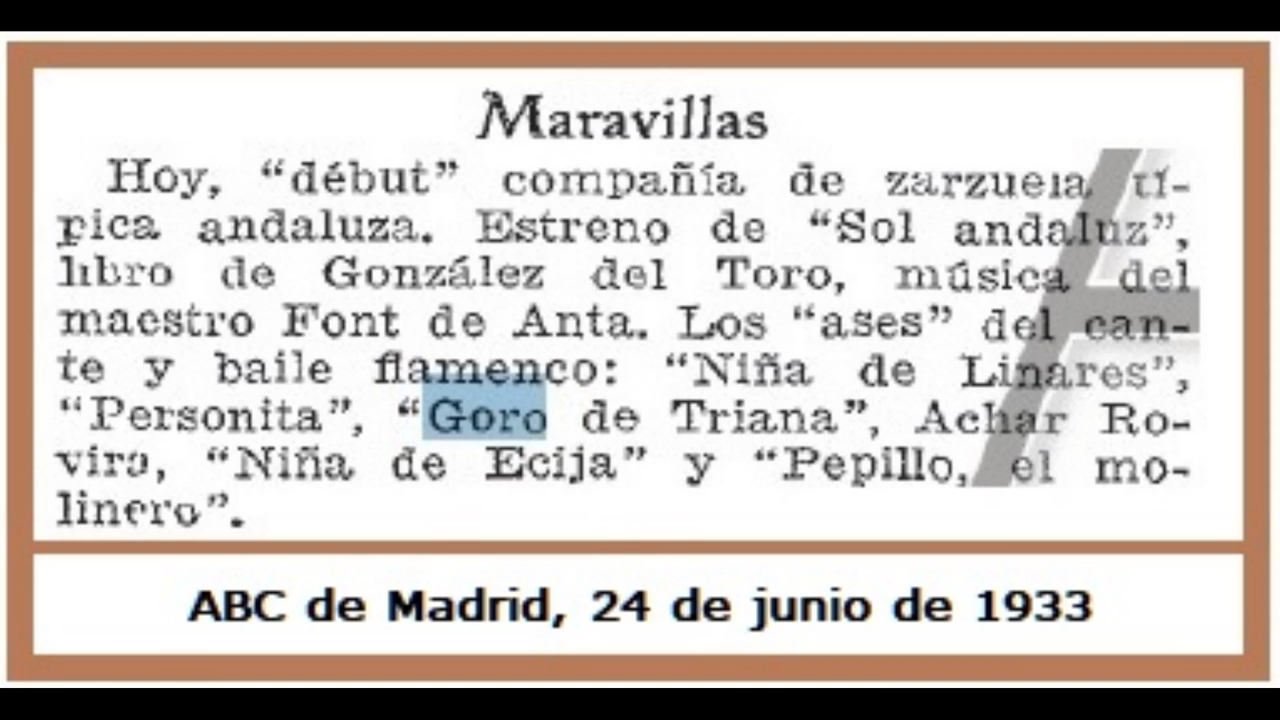 Maravillas
Hoy, “début” compañía de zarzuela tí-
pica andaluza. Estreno de “Sol andaluz”,
libro de González del Toro, música del
maestro Font de Anta. Los “ases” del can-
te y baile flamenco: “Niña de Linares”,
“Personita”, “Goro de Triana”, Achar Ro-
viro, “Niña de Ecija” y “Pepillo, el mo-
linero”.
ABC de Madrid, 24 de junio de 1933